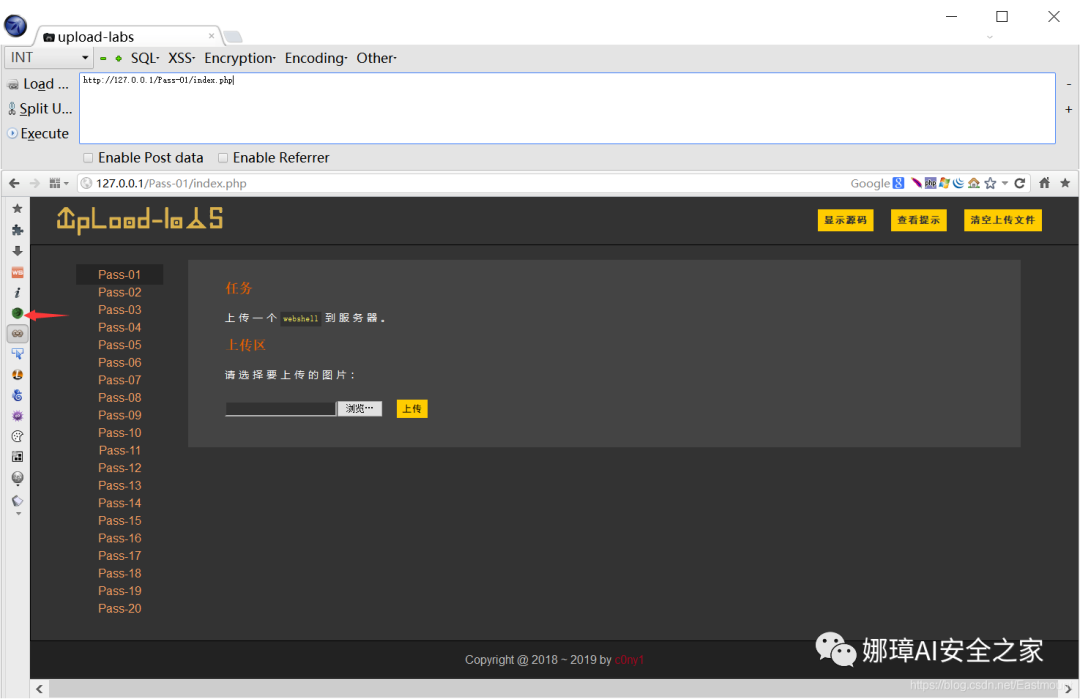 upload-labs
INT SQL- XSS- Encryption- Encoding- Other-
Load ...
http://127.0.0.1/Pass-01/index.php
Split U...
Execute
Enable Post data Enable Referrer
127.0.0.1/Pass-01/index.php Google
UpLoad-labS
显示源码 查看提示 清空上传文件
Pass-01
Pass-02
Pass-03
Pass-04
Pass-05
Pass-06
Pass-07
Pass-08
Pass-09
Pass-10
Pass-11
Pass-12
Pass-13
Pass-14
Pass-15
Pass-16
Pass-17
Pass-18
Pass-19
Pass-20
任务
上传一个 webshell 到服务器。
上传区
请选择要上传的图片：
浏览… 上传
Copyright @ 2018 ~ 2019 by c0ny1
娜璋AI安全之家